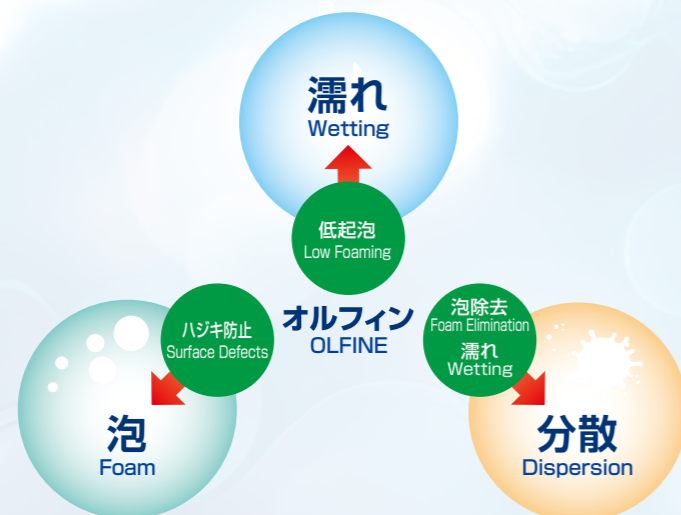 濡れ
Wetting
低起泡
Low Foaming
オルフィン
OLFINE
ハジキ防止
Surface Defects
泡除去
Foam Elimination
濡れ
Wetting
泡
Foam
分散
Dispersion